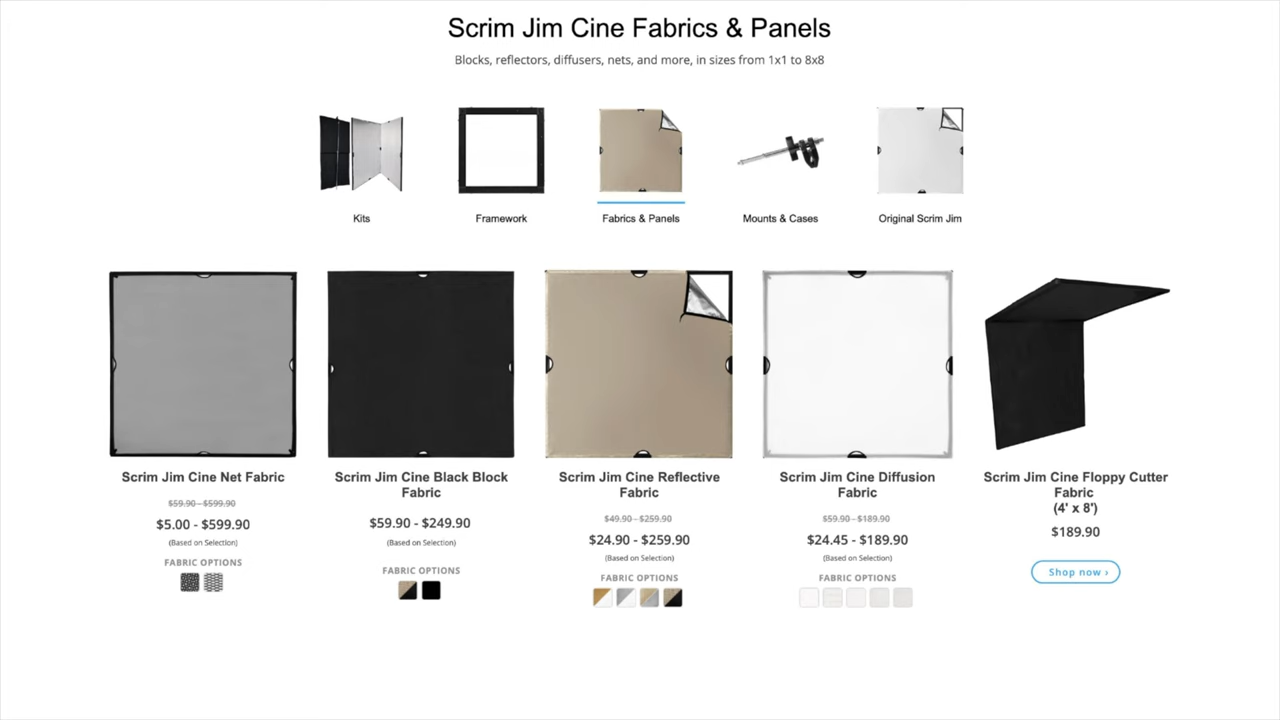 Scrim Jim Cine Fabrics & Panels
Blocks, reflectors, diffusers, nets, and more, in sizes from 1x1 to 8x8
Kits
Framework
Fabrics & Panels
Mounts & Cases
Original Scrim Jim
Scrim Jim Cine Net Fabric
$59.90 - $599.90
$5.00 - $599.90
(Based on Selection)
FABRIC OPTIONS
Scrim Jim Cine Black Block
Fabric
$59.90 - $249.90
(Based on Selection)
FABRIC OPTIONS
Scrim Jim Cine Reflective
Fabric
$49.90 - $259.90
$24.90 - $259.90
(Based on Selection)
FABRIC OPTIONS
Scrim Jim Cine Diffusion
Fabric
$59.90 - $189.90
$24.45 - $189.90
(Based on Selection)
FABRIC OPTIONS
Scrim Jim Cine Floppy Cutter
Fabric
(4' x 8')
$189.90
Shop now ›